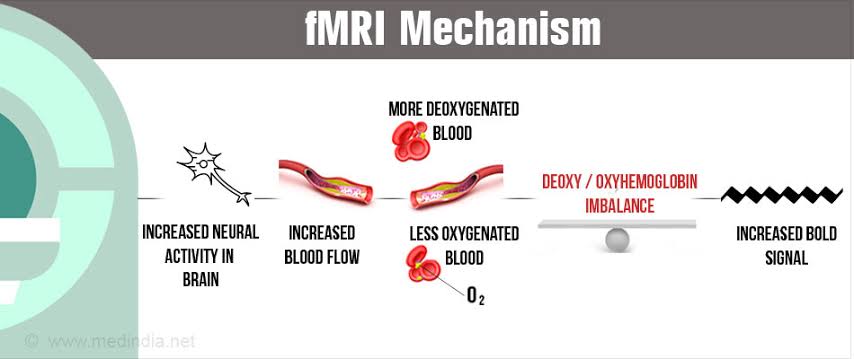 fMRI Mechanism
MORE DEOXYGENATED
BLOOD
DEOXY / OXYHEMOGLOBIN
IMBALANCE
INCREASED NEURAL
ACTIVITY IN
BRAIN
INCREASED
BLOOD FLOW
LESS OXYGENATED
BLOOD
O₂
INCREASED BOLD
SIGNAL
© www.medindia.net